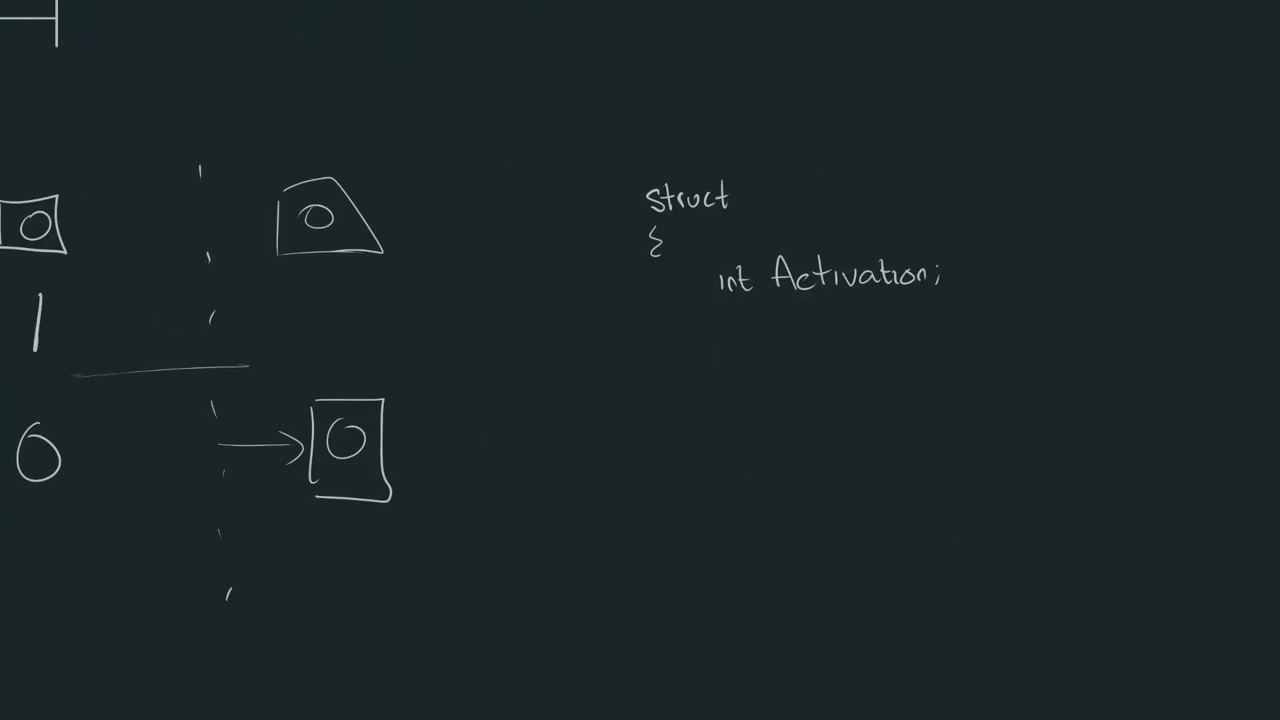 0 0
1
0 0
struct
{
int Activation;